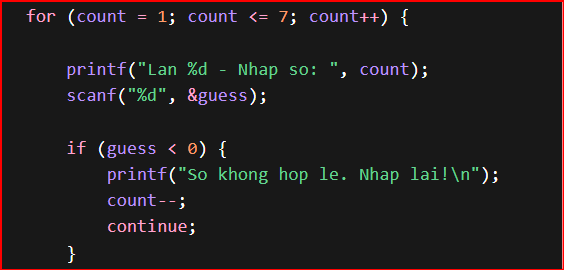 for (count = 1; count <= 7; count++) {
printf("Lan %d - Nhap so: ", count);
scanf("%d", &guess);
if (guess < 0) {
printf("So khong hop le. Nhap lai!\n");
count--;
continue;
}